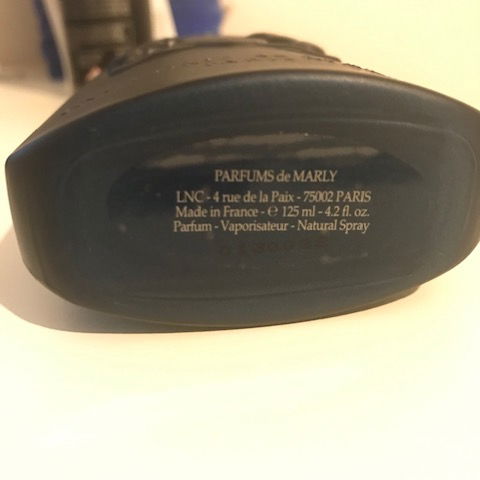 PARFUMS de MARLY
LNC - 4 rue de la Paix - 75002 PARIS
Made in France - ℮ 125 ml - 4.2 fl. oz.
Parfum - Vaporisateur - Natural Spray